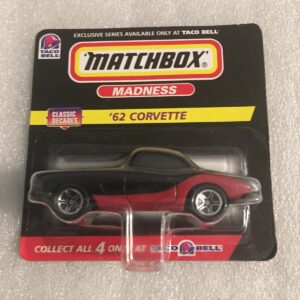 EXCLUSIVE SERIES AVAILABLE ONLY AT TACO BELL
TACO
BELL
MATCHBOX
MADNESS
CLASSIC
DECADES
'62 CORVETTE
COLLECT ALL 4 ONLY AT TACO BELL